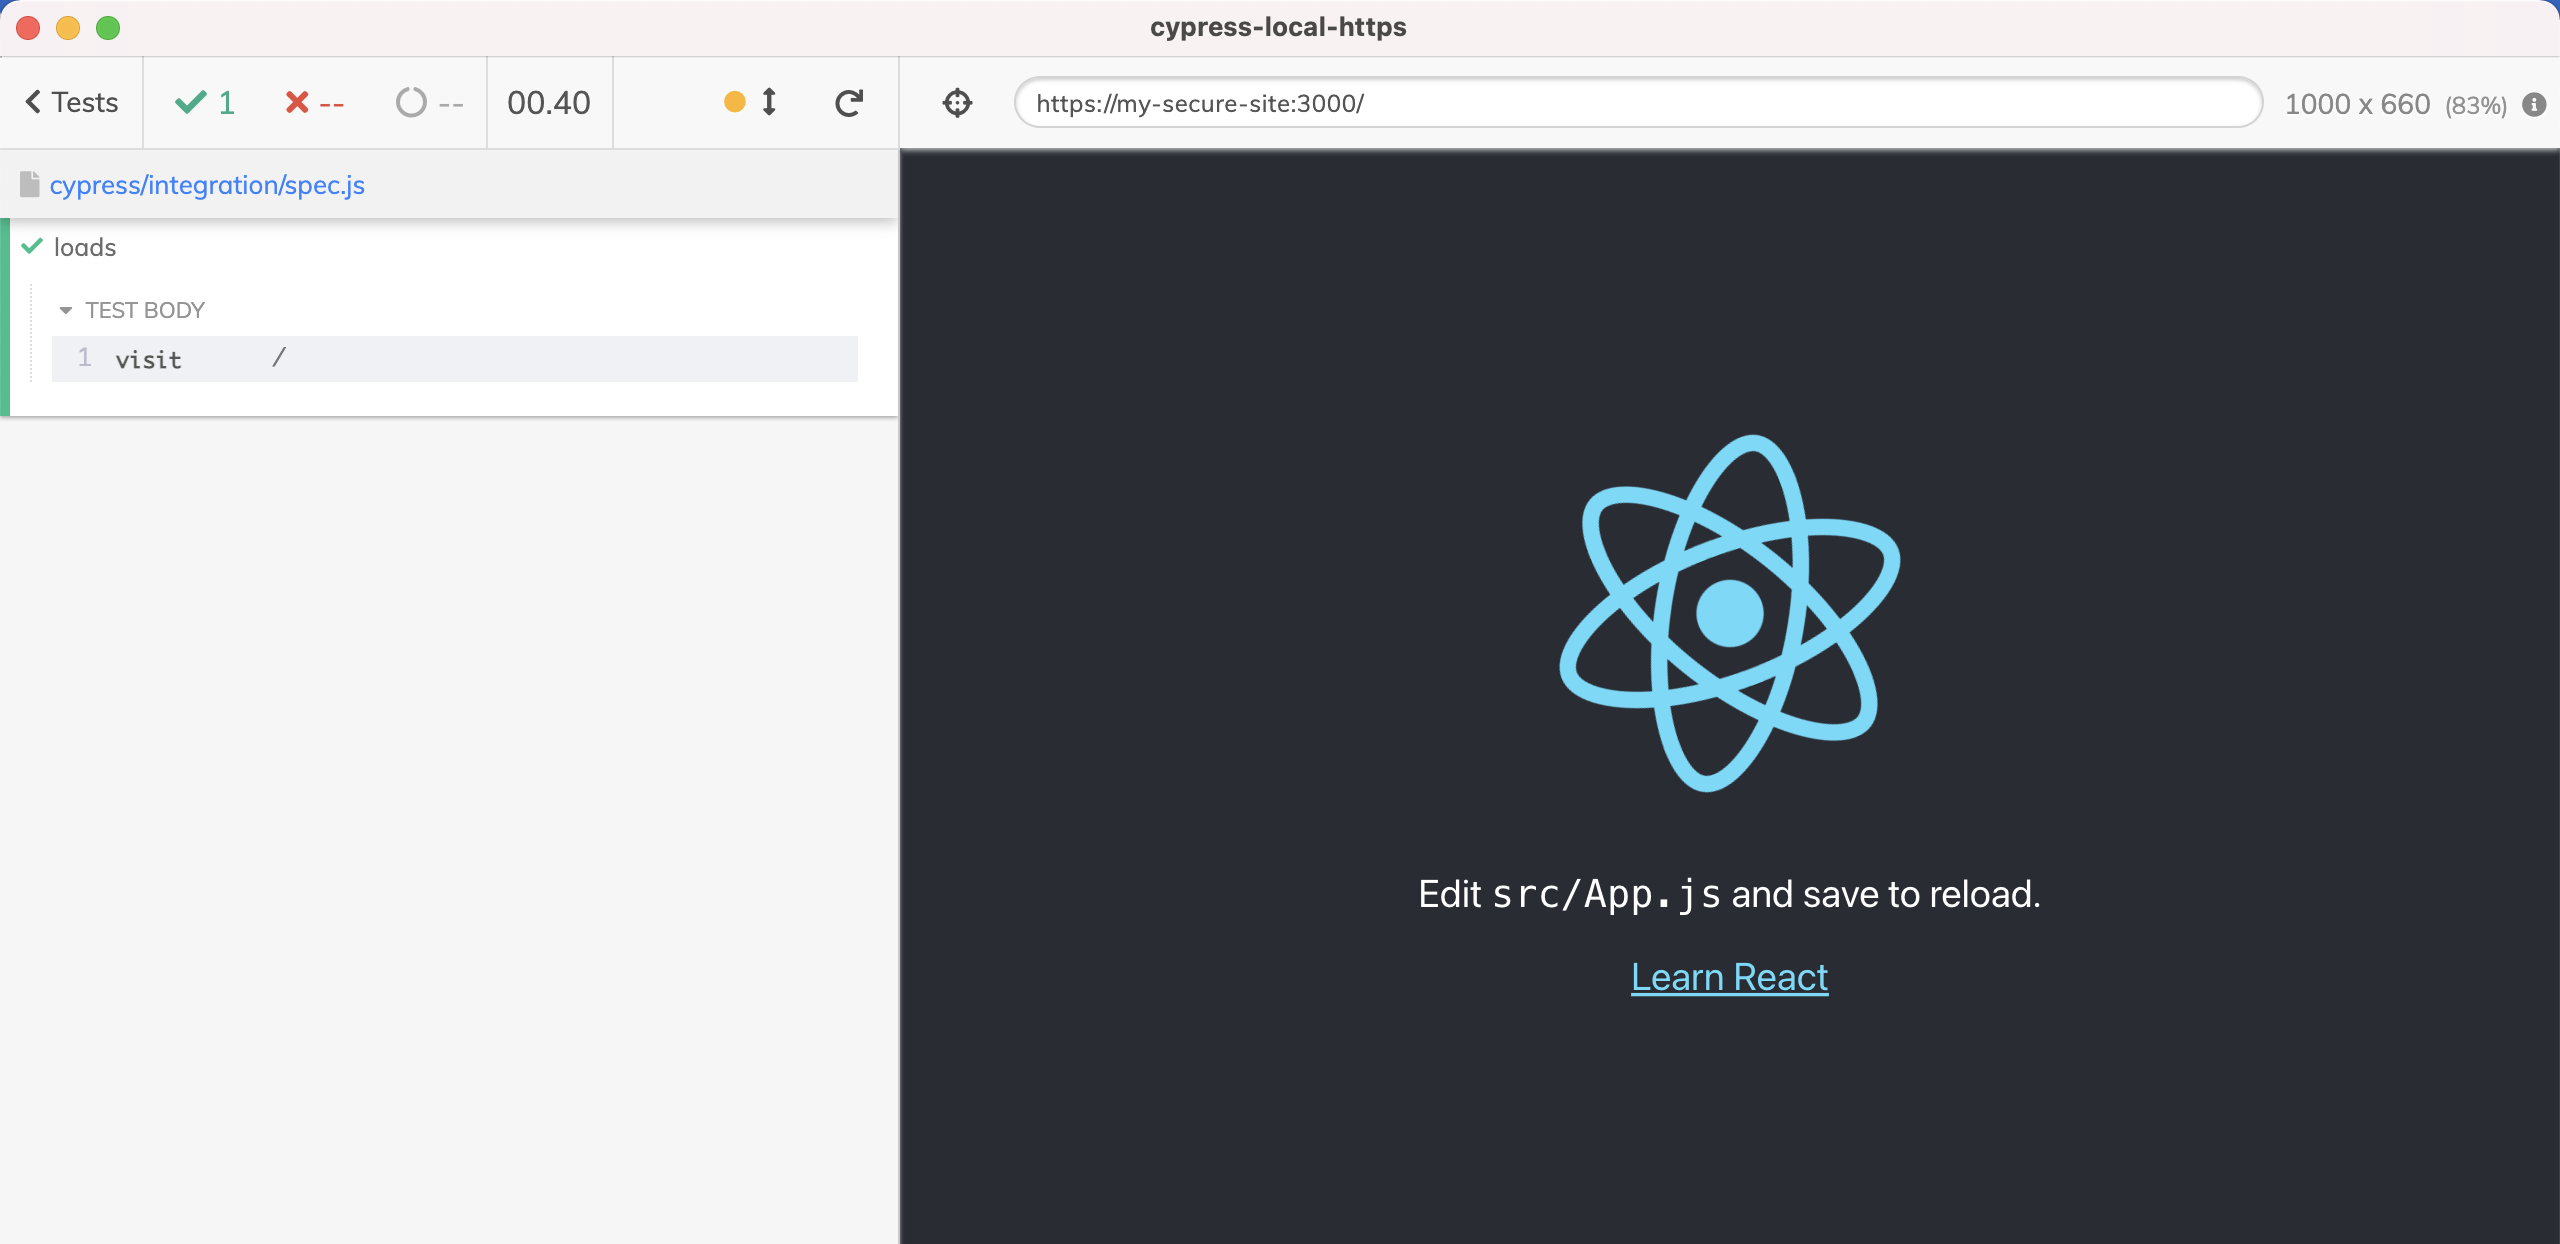 cypress-local-https
Tests 1 -- -- 00.40
https://my-secure-site:3000/ 1000 x 660 (83%)
cypress/integration/spec.js
loads
TEST BODY
1 visit /
Edit src/App.js and save to reload.
Learn React